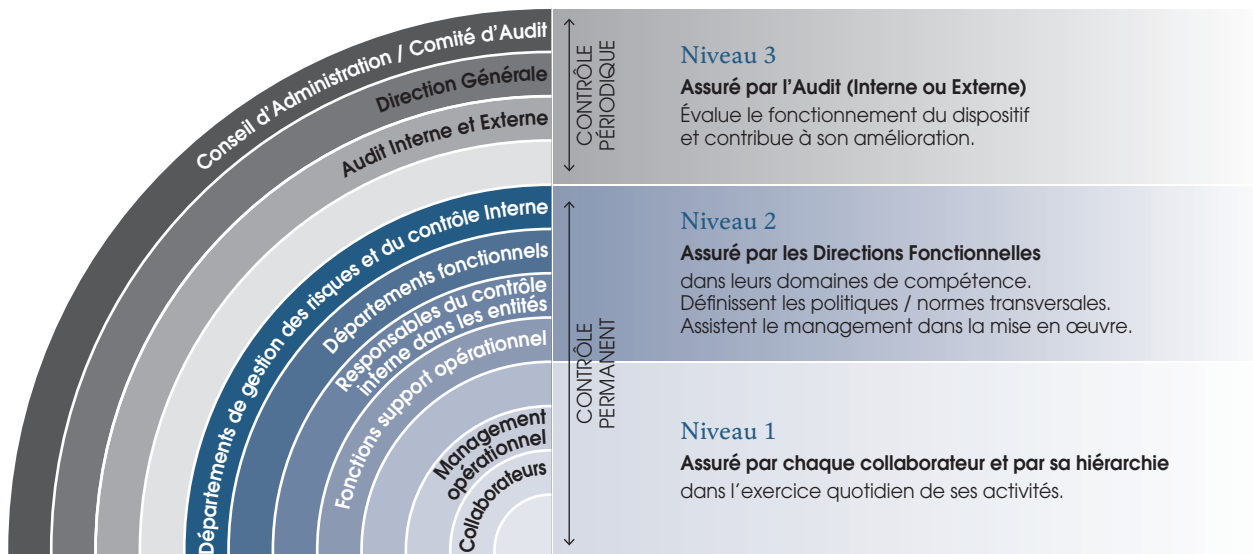 Conseil d'Administration / Comité d'Audit
Direction Générale
Audit Interne et Externe
Départements de gestion des risques et du contrôle Interne
Départements fonctionnels
Responsables du contrôle
interne dans les entités
Fonctions support opérationnel
Management
opérationnel
Collaborateurs
CONTRÔLE
PÉRIODIQUE
CONTRÔLE
PERMANENT
Niveau 3
Assuré par l'Audit (Interne ou Externe)
Évalue le fonctionnement du dispositif
et contribue à son amélioration.
Niveau 2
Assuré par les Directions Fonctionnelles
dans leurs domaines de compétence.
Définissent les politiques / normes transversales.
Assistent le management dans la mise en œuvre.
Niveau 1
Assuré par chaque collaborateur et par sa hiérarchie
dans l'exercice quotidien de ses activités.